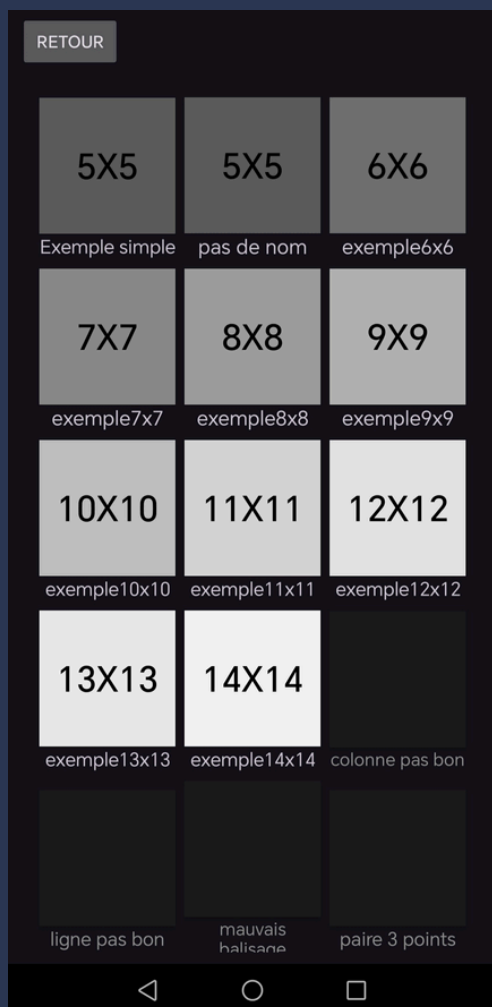 RETOUR
5X5 5X5 6X6
Exemple simple pas de nom exemple6x6
7X7 8X8 9X9
exemple7x7 exemple8x8 exemple9x9
10X10 11X11 12X12
exemple10x10 exemple11x11 exemple12x12
13X13 14X14
exemple13x13 exemple14x14 colonne pas bon
ligne pas bon mauvais paire 3 points
balisage